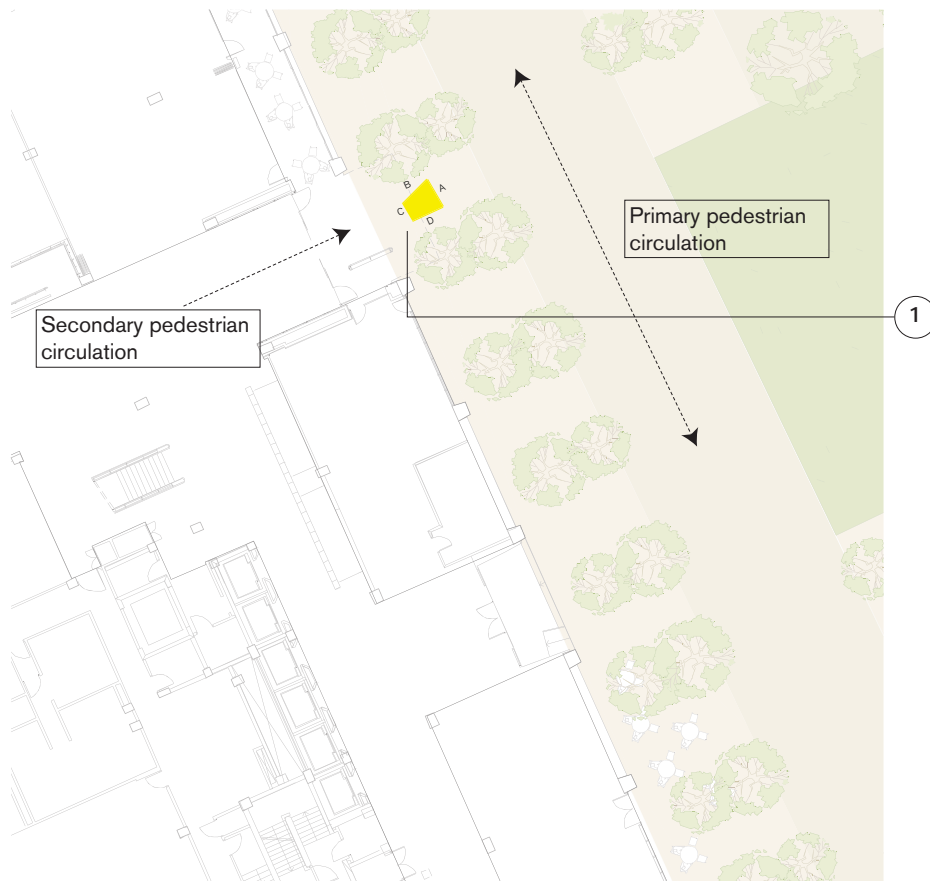 B
A
C
D
Primary pedestrian
circulation
1
Secondary pedestrian
circulation